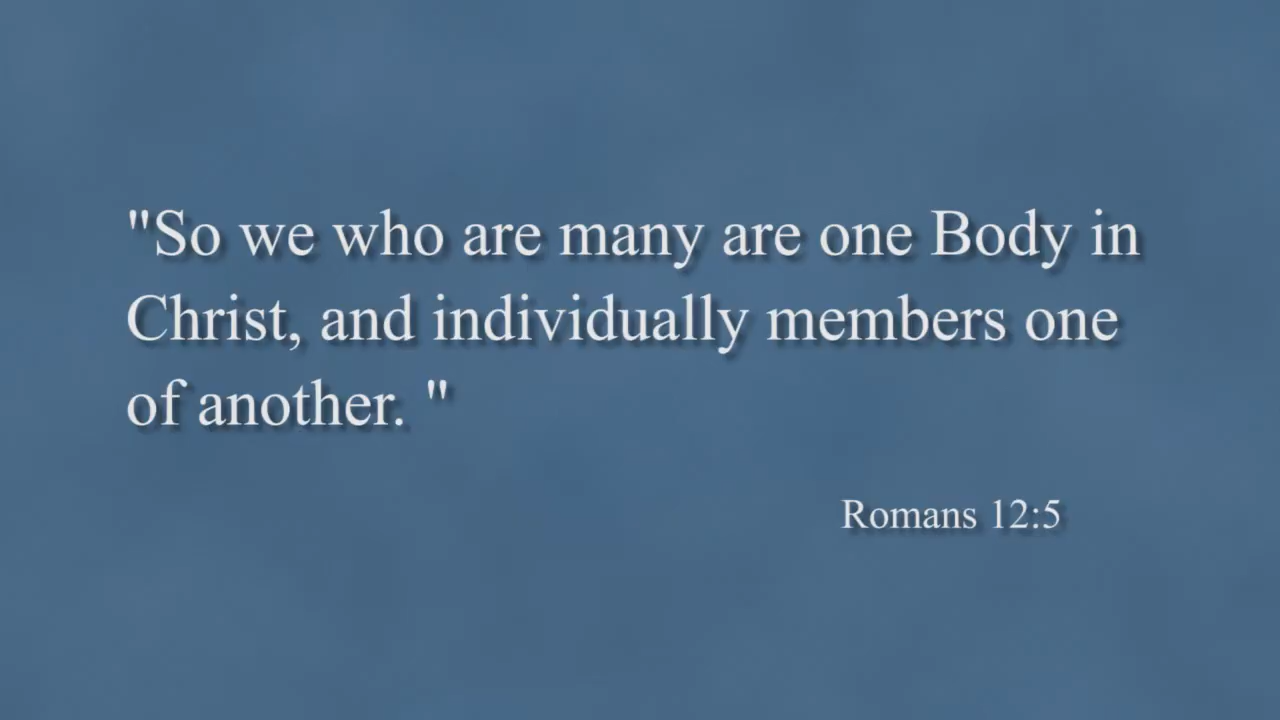 "So we who are many are one Body in
Christ, and individually members one
of another. "
Romans 12:5